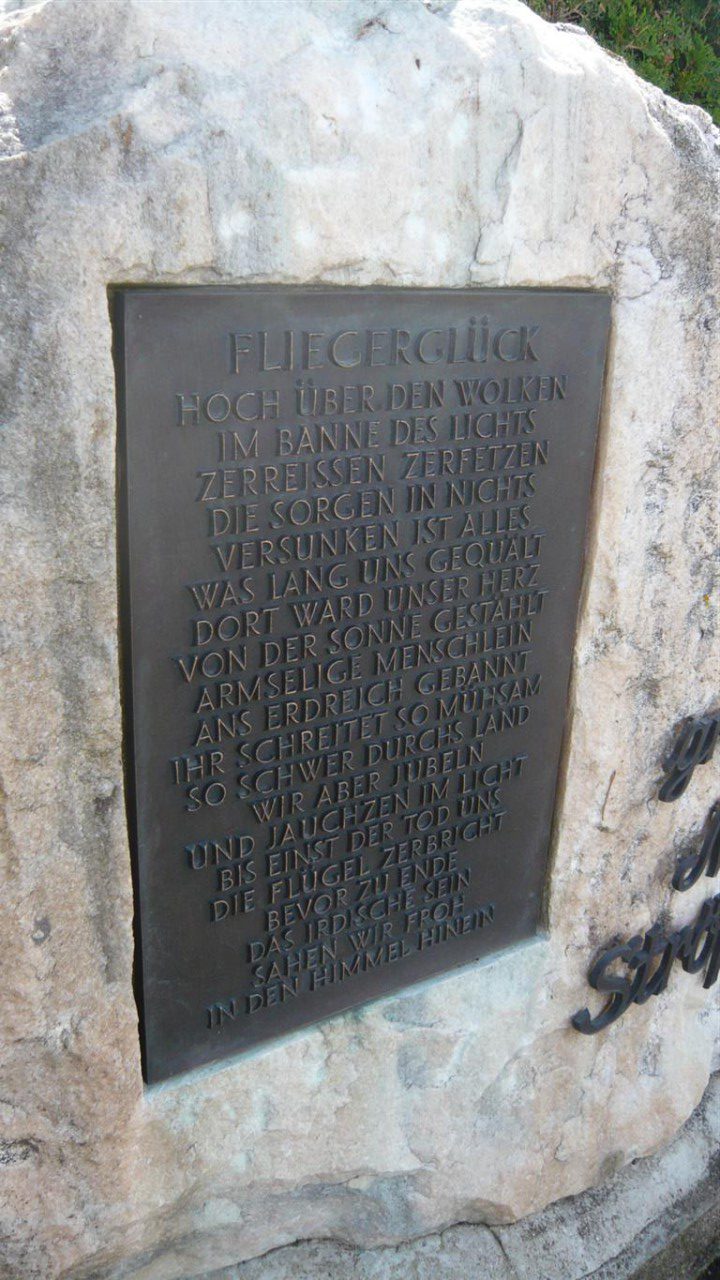 FLIEGERGLÜCK
HOCH ÜBER DEN WOLKEN
IM BANNE DES LICHTS
ZERREISSEN ZERFETZEN
DIE SORGEN IN NICHTS
VERSUNKEN IST ALLES
WAS LANG UNS GEQUÄLT
DORT WARD UNSER HERZ
VON DER SONNE GESTÄHLT
ARMSELIGE MENSCHLEIN
ANS ERDREICH GEBANNT
IHR SCHREITET SO MÜHSAM
SO SCHWER DURCHS LAND
WIR ABER JUBELN
UND JAUCHZEN IM LICHT
BIS EINST DER TOD UNS
DIE FLÜGEL ZERBRICHT
BEVOR ZU ENDE
DAS IRDISCHE SEIN
SAHEN WIR FROH
IN DEN HIMMEL HINEIN